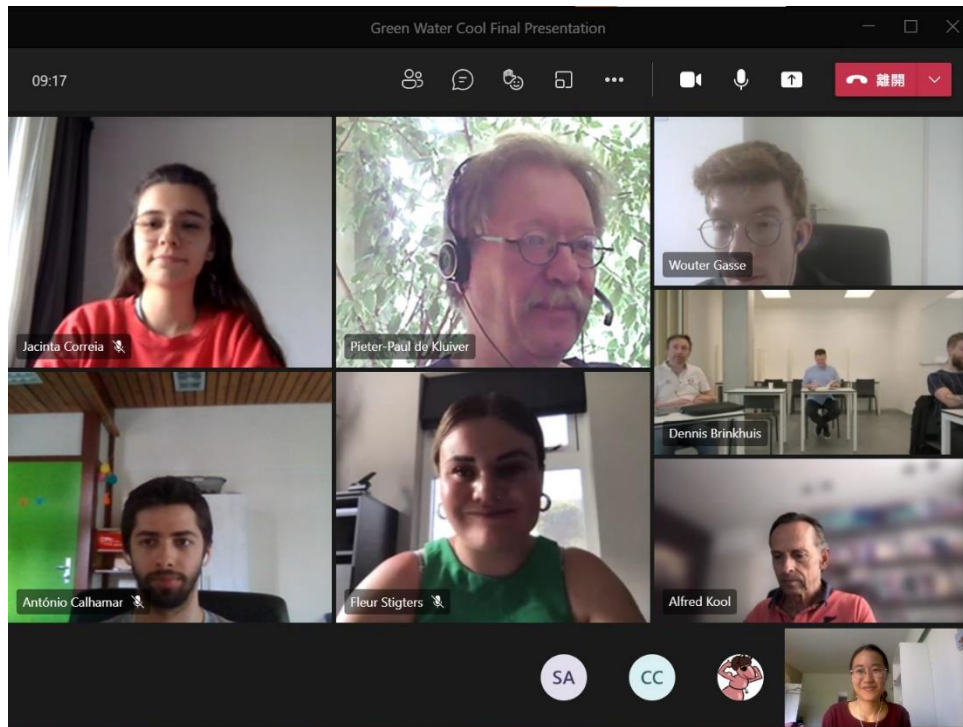 Green Water Cool Final Presentation
09:17
離開
Jacinta Correia
Pieter-Paul de Kluiver
Wouter Gasse
Dennis Brinkhuis
António Calhamar
Fleur Stigters
Alfred Kool
SA
CC